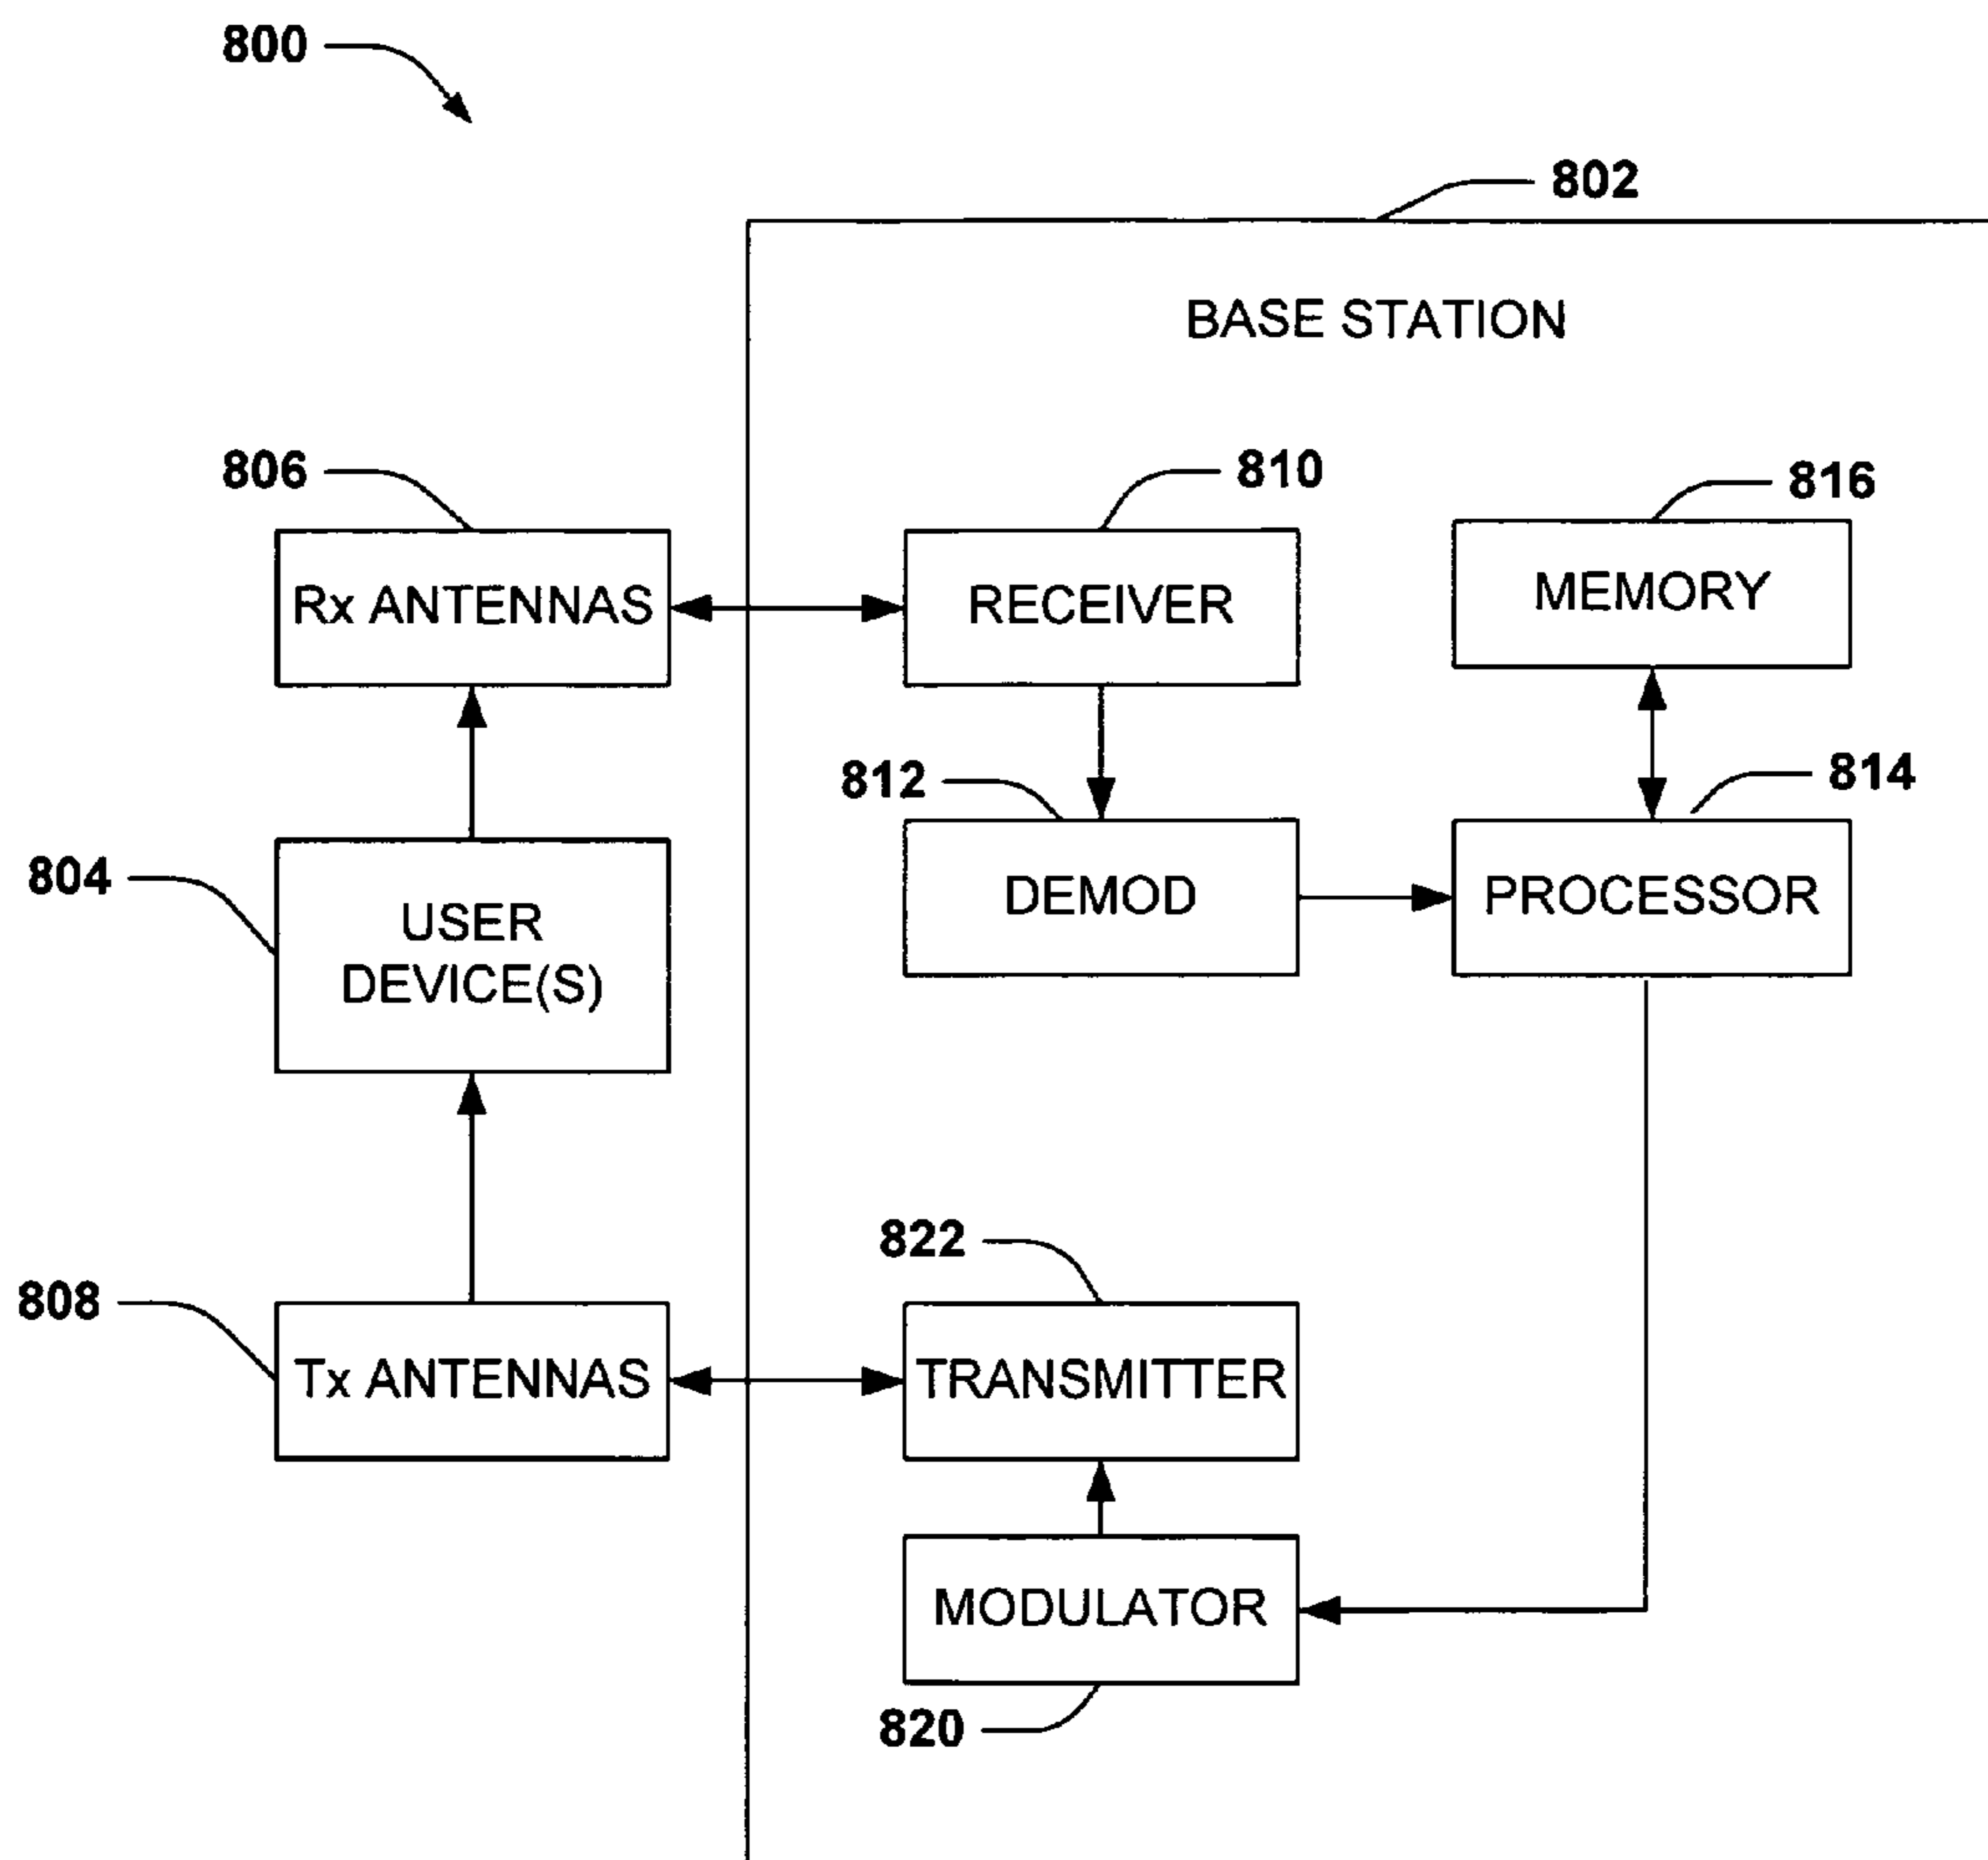 800
802
BASE STATION
806
810
816
Rx ANTENNAS
RECEIVER
MEMORY
812
814
804
USER
DEVICE(S)
DEMOD
PROCESSOR
822
808
Tx ANTENNAS
TRANSMITTER
MODULATOR
820